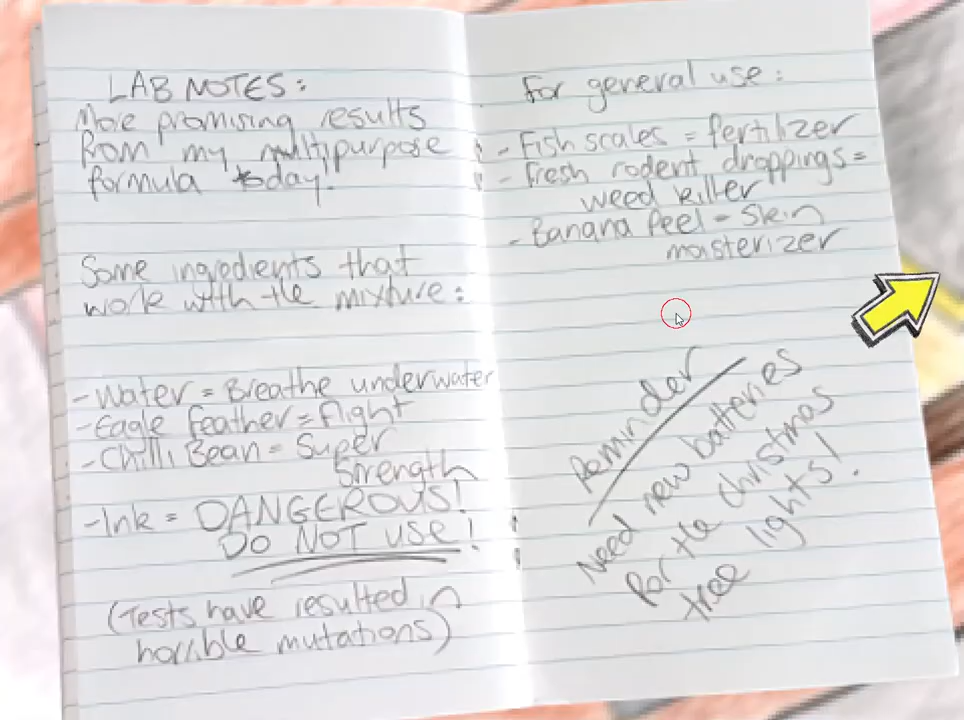 LAB NOTES:
More promising results
from my multipurpose
formula today.
Some ingredients that
work with the mixture:
-Water = Breathe underwater
-Eagle Feather = flight
-Chilli Bean = Super
Strength
-Ink = DANGEROUS!
DO NOT USE!
(Tests have resulted in
horrible mutations)
For general use:
- Fish scales = fertilizer
- Fresh rodent droppings =
weed killer
- Banana Peel - Skin
moisterizer
Reminder
Need new batteries
for the christmas
tree lights!